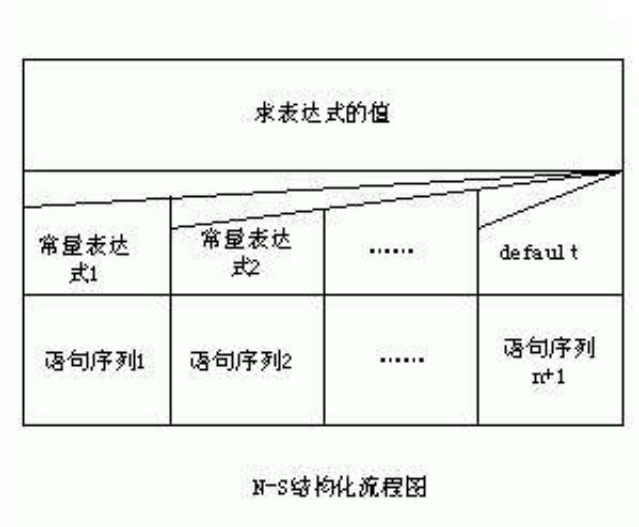 求表达式的值
常量表达
式1
常量表达
式2
……
default
语句序列1
语句序列2
……
语句序列
n+1
N-S结构化流程图